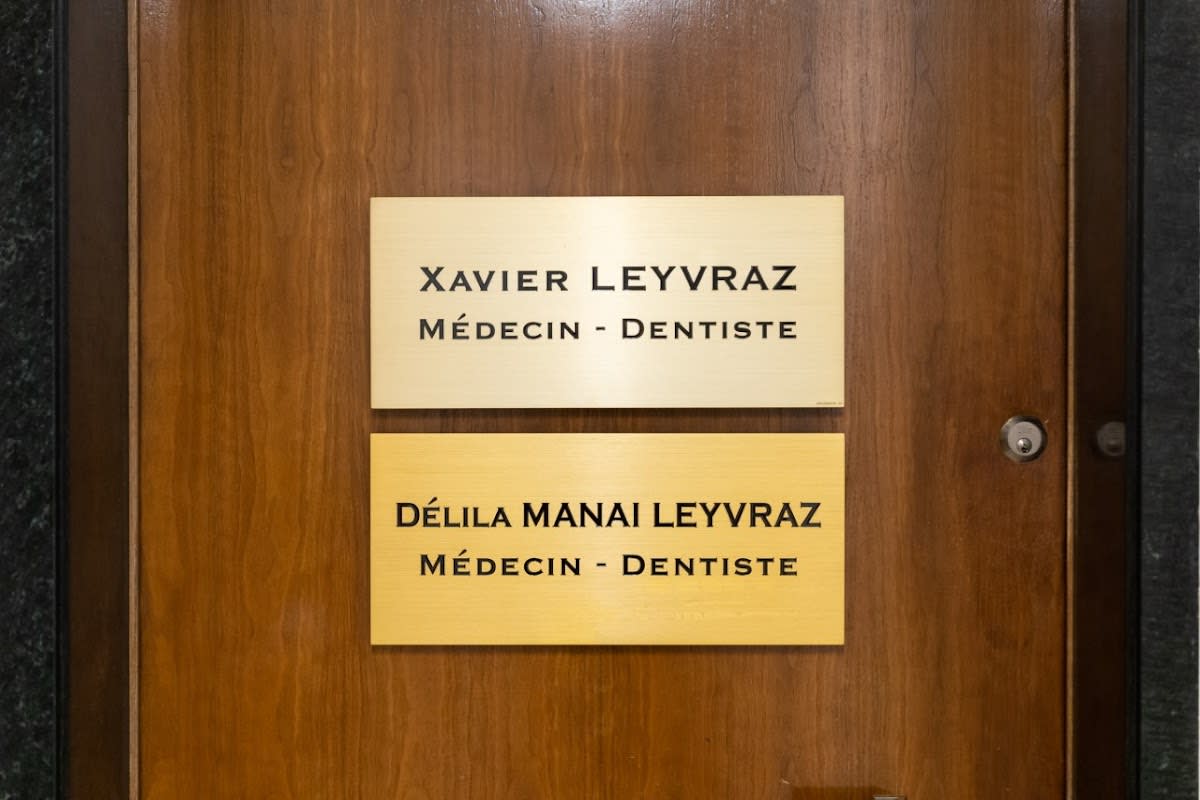 Xavier LEYVRAZ
Médecin - Dentiste
Délila MANAI LEYVRAZ
Médecin - Dentiste